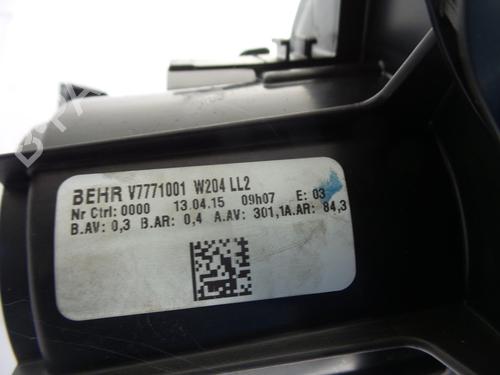 BEHR V7771001 W204 LL2
Nr Ctrl: 0000 13.04.15 09h07 E: 03
B.AV: 0,3 B.AR: 0,4 A.AV: 301,1A.AR: 84,3